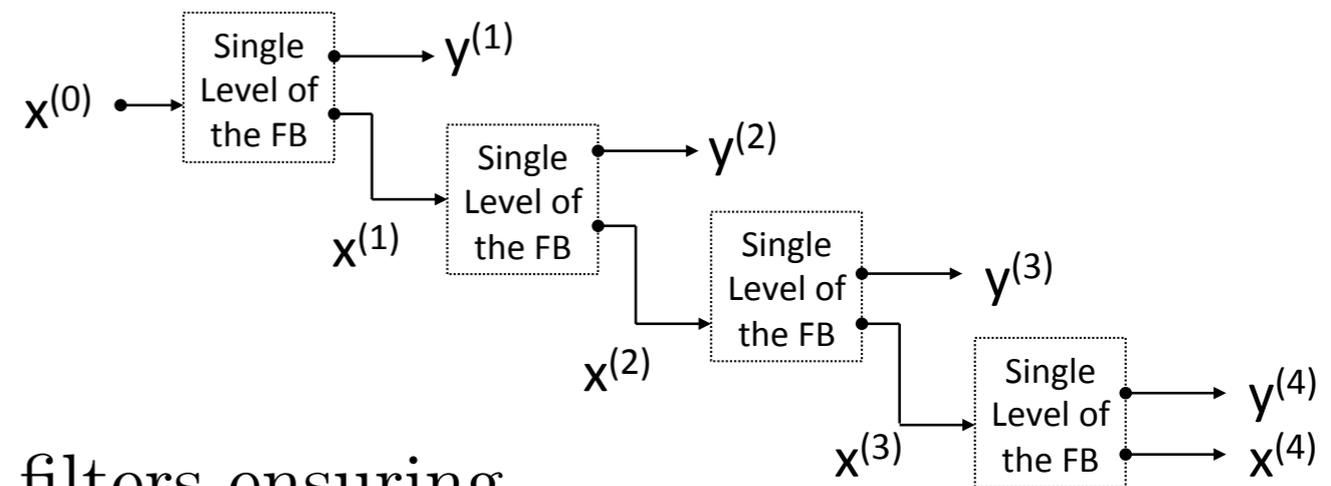 x^(0)
Single
Level of
the FB
y^(1)
x^(1)
Single
Level of
the FB
y^(2)
x^(2)
Single
Level of
the FB
y^(3)
x^(3)
Single
Level of
the FB
y^(4)
x^(4)
filters ensuring